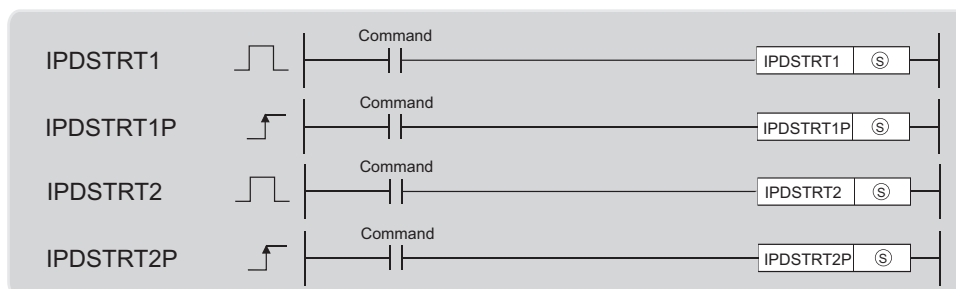 Command
IPDSTRT1 IPDSTRT1 Ⓢ
Command
IPDSTRT1P IPDSTRT1P Ⓢ
Command
IPDSTRT2 IPDSTRT2 Ⓢ
Command
IPDSTRT2P IPDSTRT2P Ⓢ